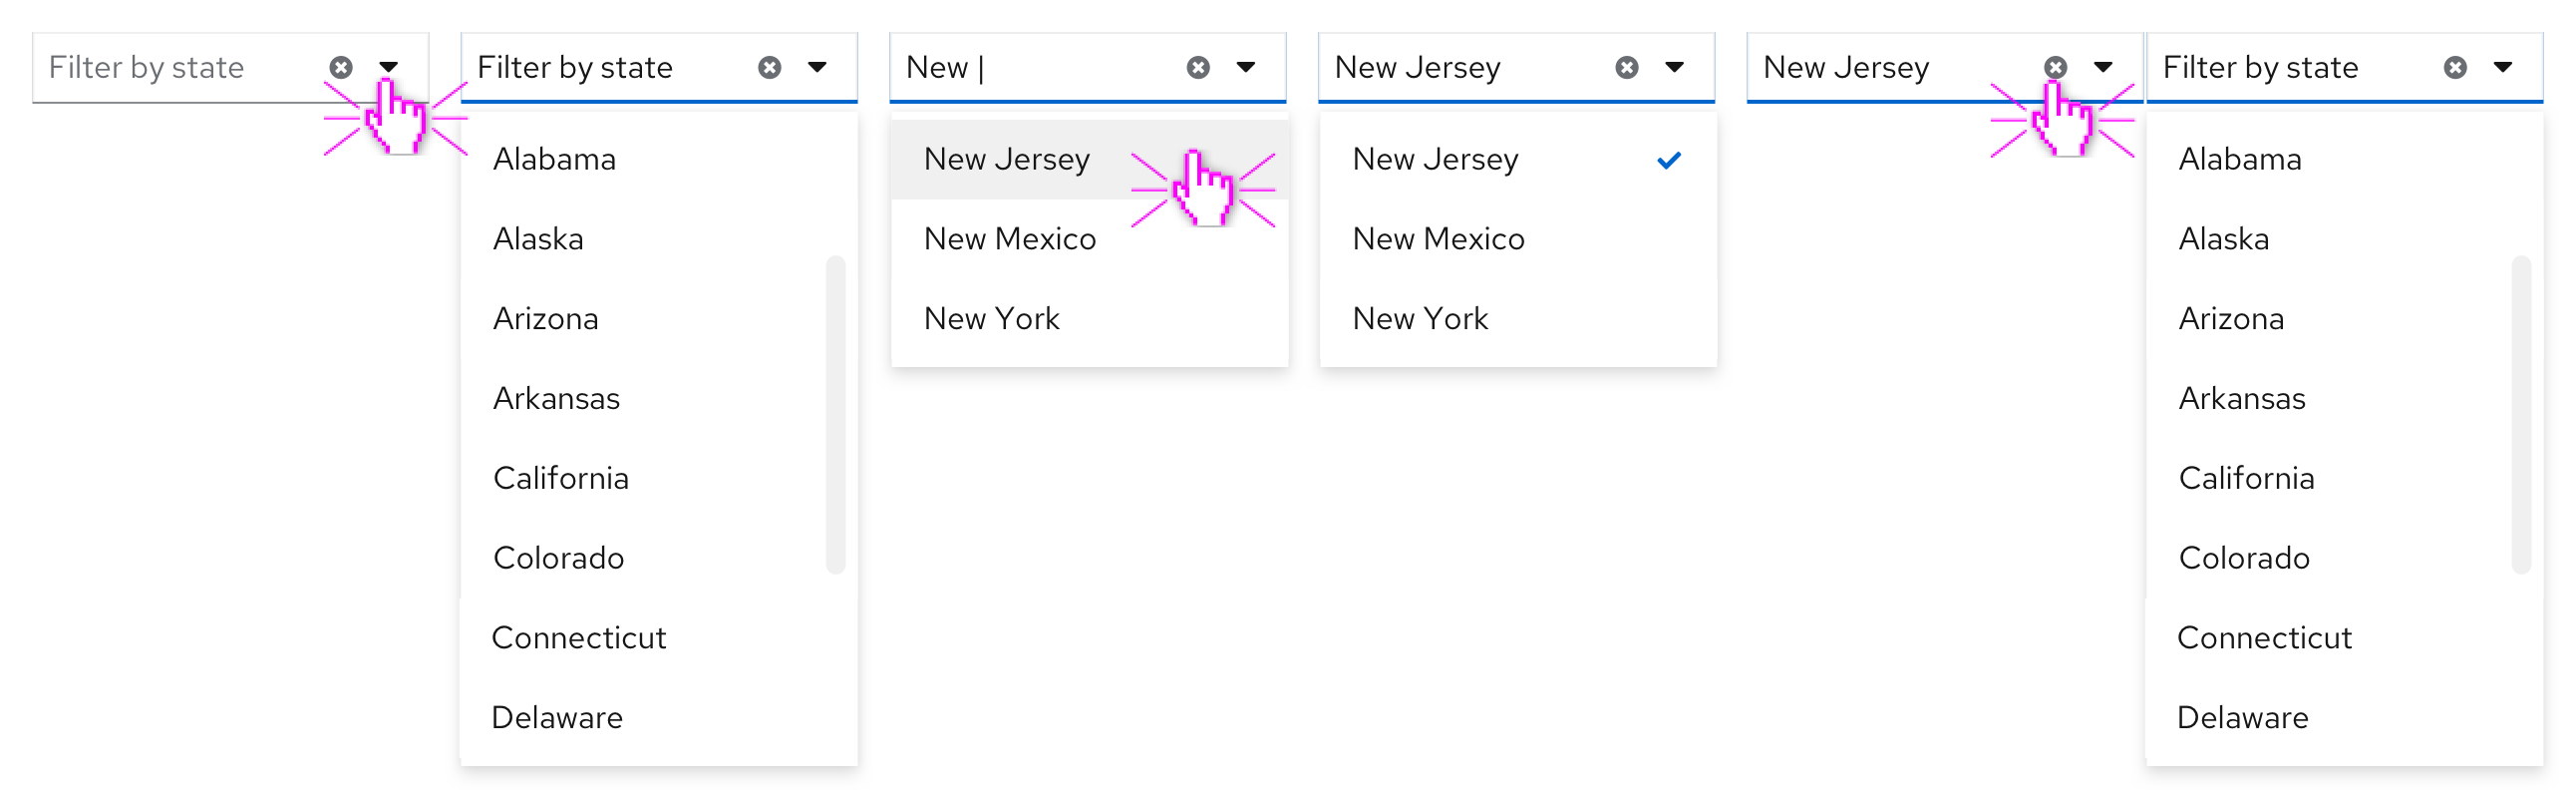 Filter by state
Filter by state
Alabama
Alaska
Arizona
Arkansas
California
Colorado
Connecticut
Delaware
New |
New Jersey
New Mexico
New York
New Jersey
New Jersey
New Mexico
New York
New Jersey
Filter by state
Alabama
Alaska
Arizona
Arkansas
California
Colorado
Connecticut
Delaware